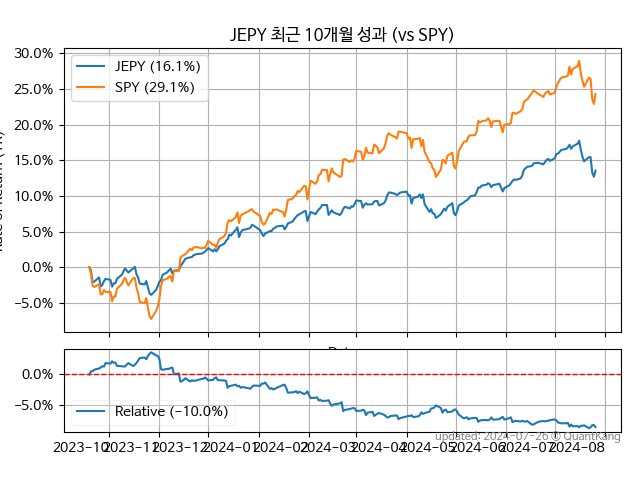 JEPY 최근 10개월 성과 (vs SPY)
30.0%
25.0%
20.0%
15.0%
10.0%
5.0%
0.0%
−5.0%
JEPY (16.1%)
SPY (29.1%)
0.0%
−5.0%
Relative (−10.0%)
updated: 2024-07-26 © QuantKang
2023-10 2023-11 2023-12 2024-01 2024-02 2024-03 2024-04 2024-05 2024-06 2024-07 2024-08